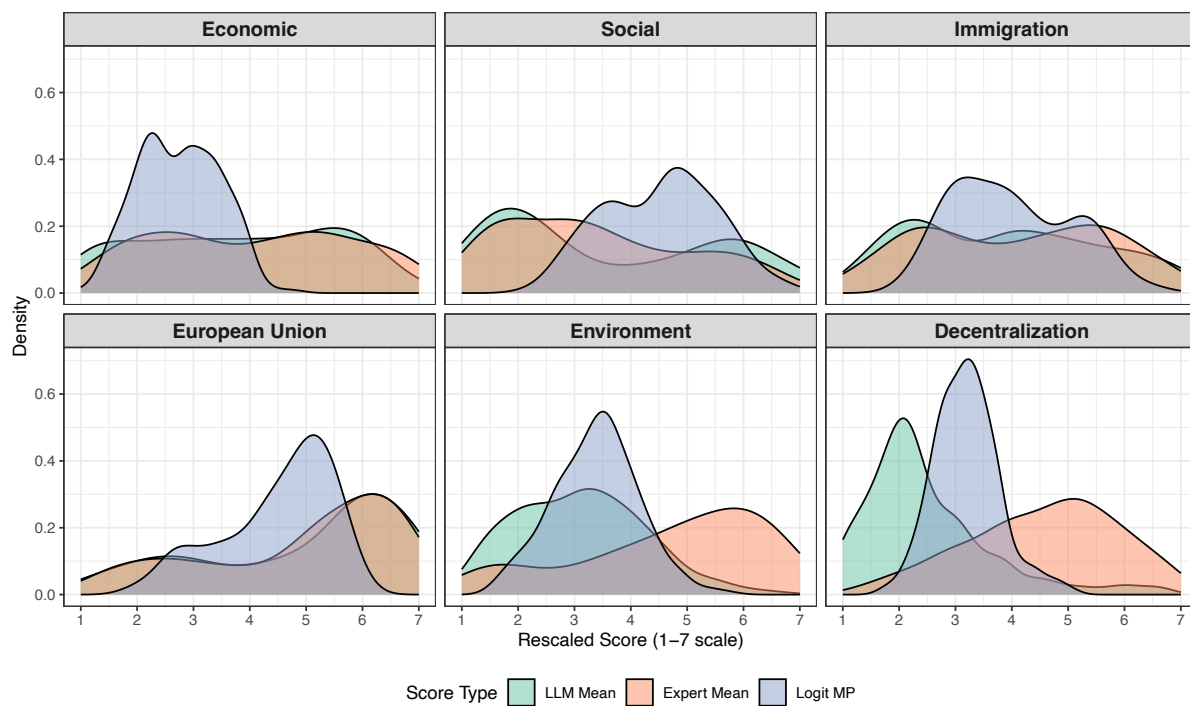 Economic Social Immigration
0.6
0.4
0.2
0.0
European Union Environment Decentralization
0.6
0.4
0.2
0.0
Density
1 2 3 4 5 6 7 1 2 3 4 5 6 7 1 2 3 4 5 6 7
Rescaled Score (1−7 scale)
Score Type LLM Mean Expert Mean Logit MP